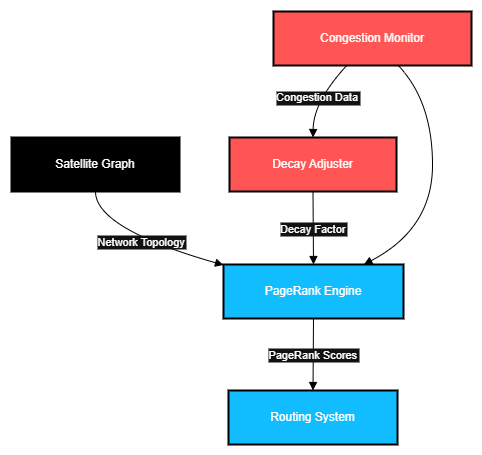 Congestion Monitor
Congestion Data
Satellite Graph
Decay Adjuster
Decay Factor
Network Topology
PageRank Engine
PageRank Scores
Routing System